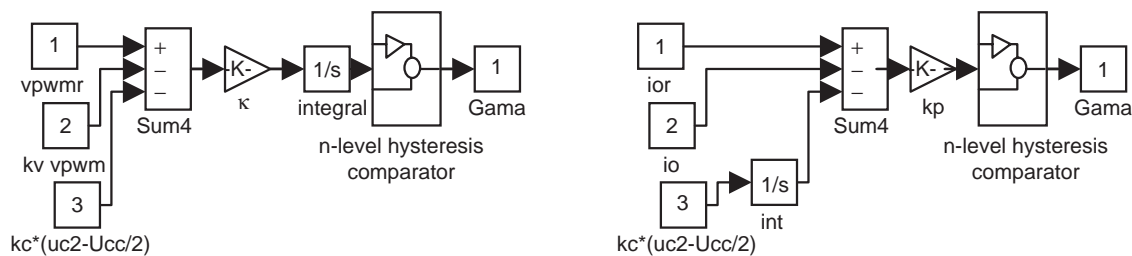 1
vpwmr
2
kv vpwm
3
kc*(uc2-Ucc/2)
+
−
−
Sum4
-K-
κ
1/s
integral
n-level hysteresis
comparator
1
Gama
1
ior
2
io
3
kc*(uc2-Ucc/2)
1/s
int
+
−
−
Sum4
-K-
kp
n-level hysteresis
comparator
1
Gama